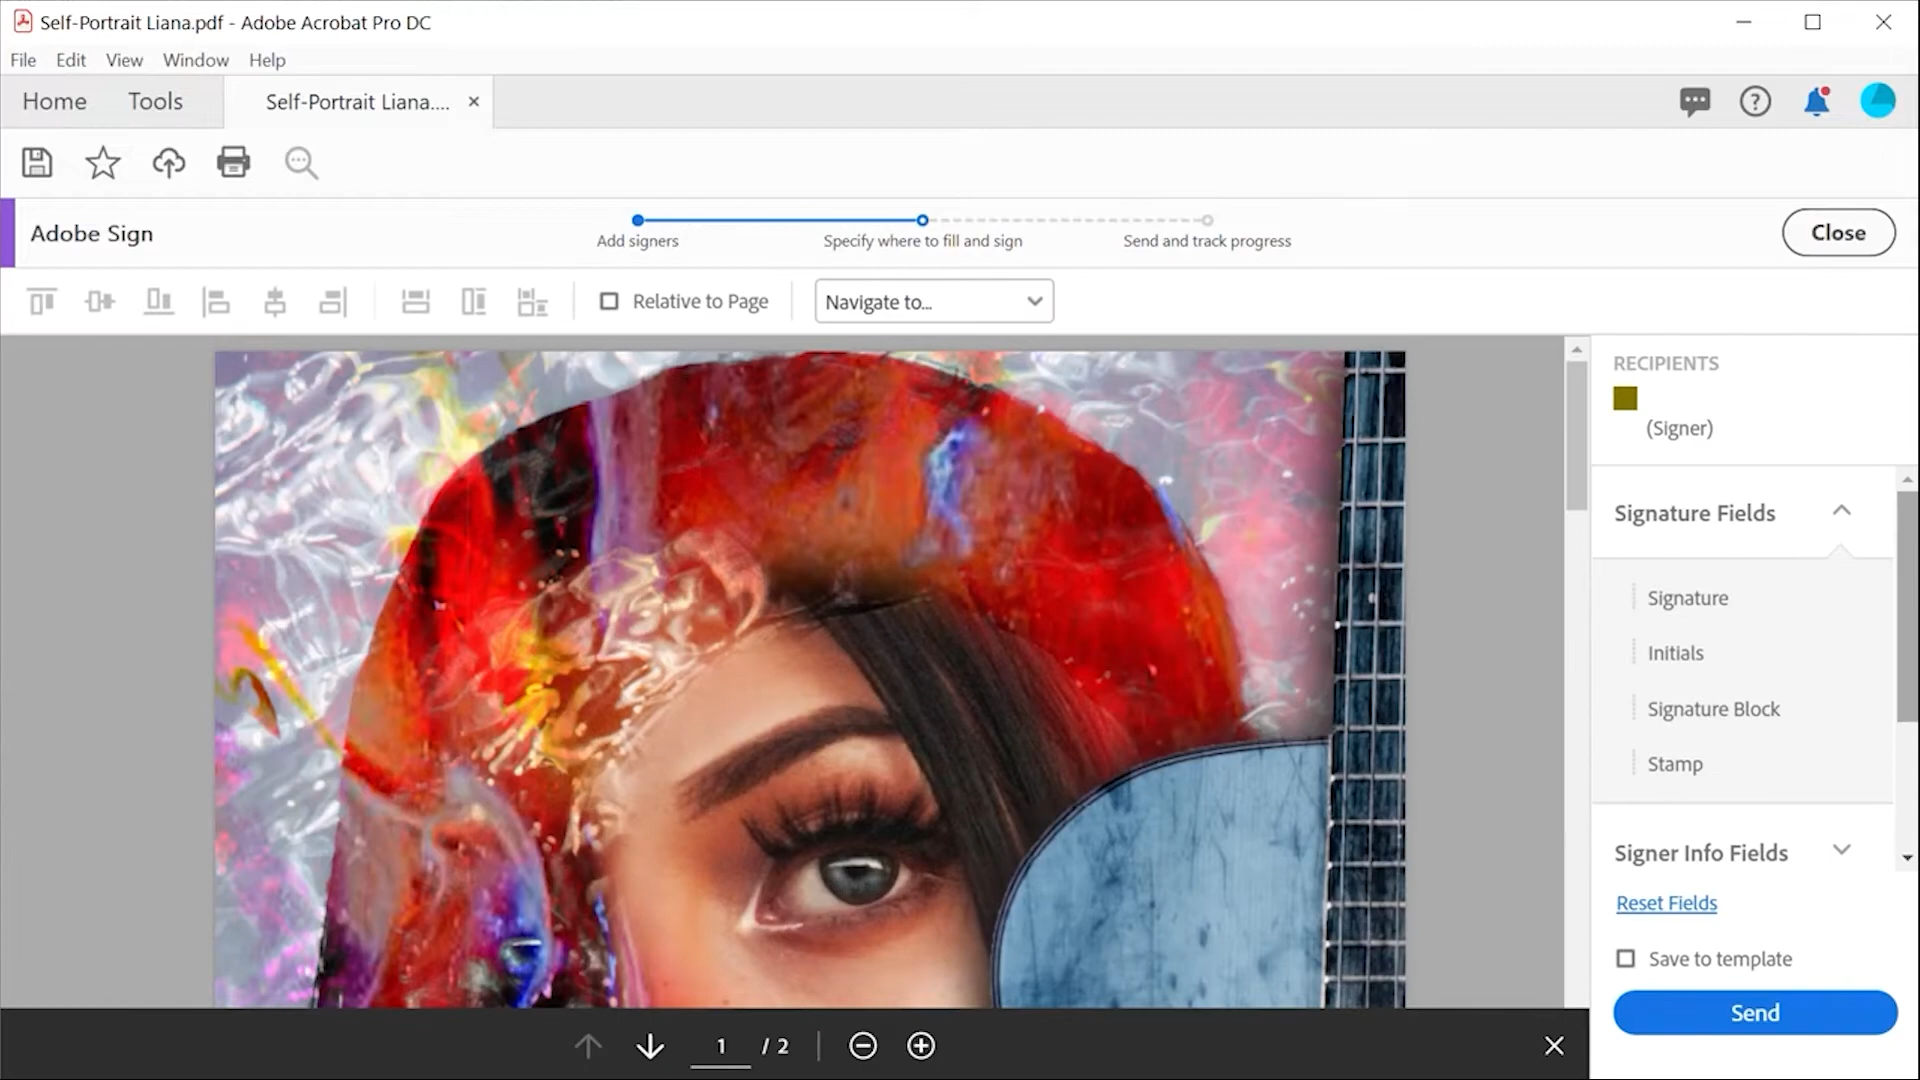 Self-Portrait Liana.pdf - Adobe Acrobat Pro DC
File Edit View Window Help
Home Tools Self-Portrait Liana....
Adobe Sign
Add signers
Specify where to fill and sign
Send and track progress
Close
Relative to Page
Navigate to...
RECIPIENTS
(Signer)
Signature Fields
Signature
Initials
Signature Block
Stamp
Signer Info Fields
Reset Fields
Save to template
Send
1 / 2